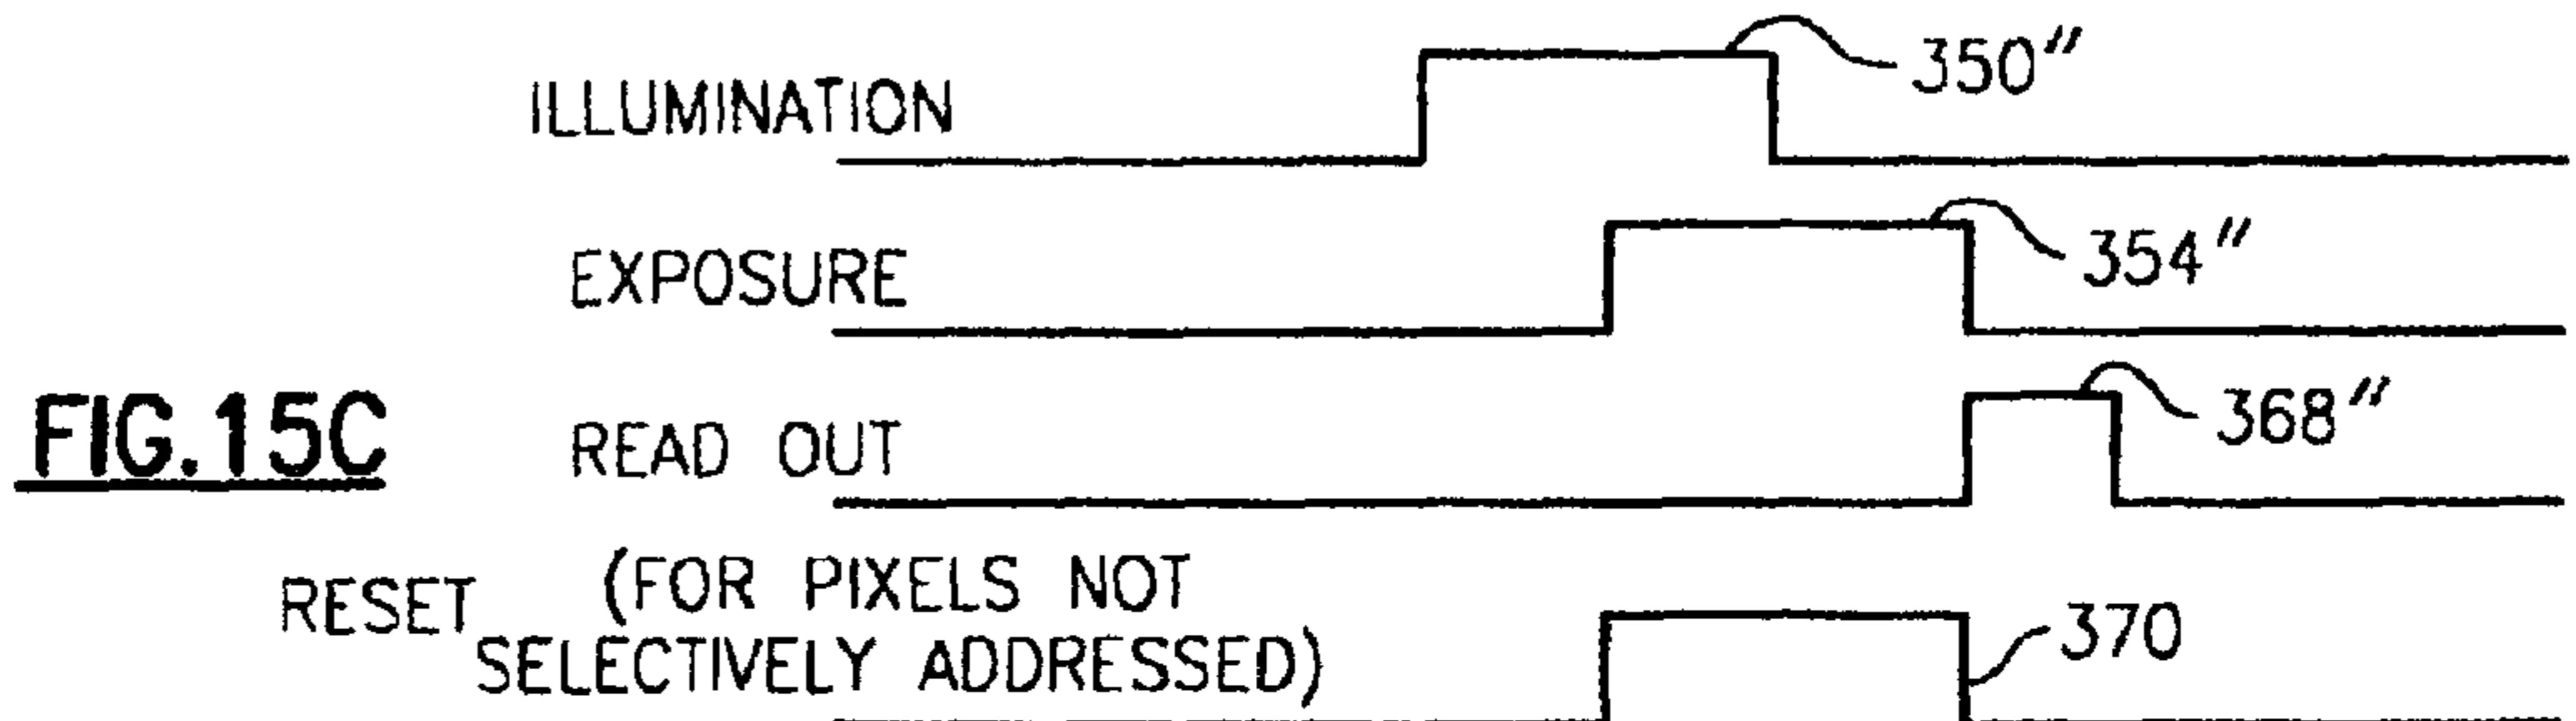 ILLUMINATION
350"
EXPOSURE
354"
FIG.15C
READ OUT
368"
RESET (FOR PIXELS NOT
SELECTIVELY ADDRESSED)
370